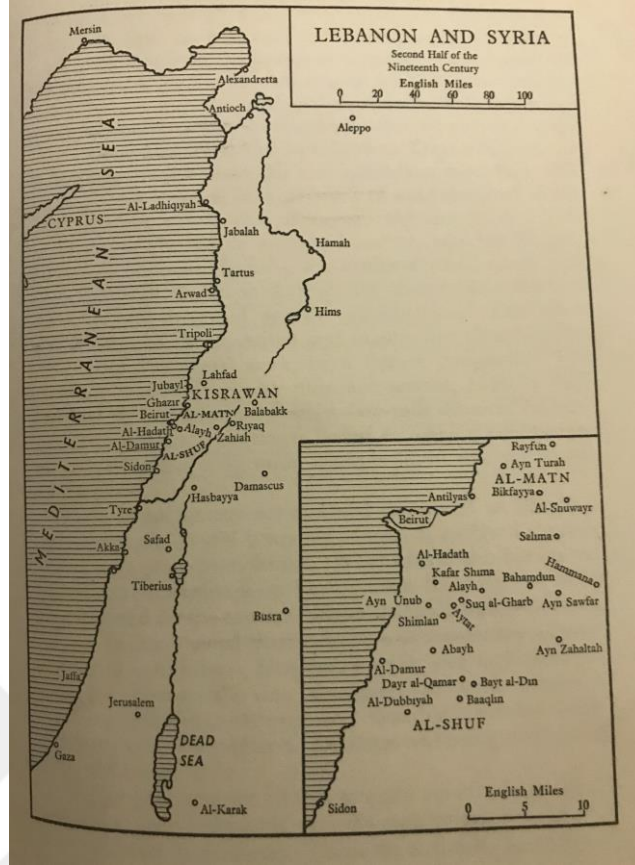 LEBANON AND SYRIA
Second Half of the
Nineteenth Century
English Miles
0 20 40 60 80 100
Mersin
Alexandretta
Antioch
Aleppo
MEDITERRANEAN SEA
CYPRUS
Al-Ladhiqiyah
Jabalah
Hamah
Tartus
Arwad
Hims
Tripoli
Lahfad
Jubayl
KISRAWAN
Ghazir
Balabakk
Beirut
AL-MATN
Riyaq
Al-Hadath
Alayh
Zahiah
Al-Damur
AL-SHUF
Sidon
Damascus
Hasbayya
Tyre
Safad
Akka
Tiberius
Busra
Jaffa
Jerusalem
DEAD
SEA
Gaza
Al-Karak
Rayfun
Ayn Turah
AL-MATN
Bikfayya
Antilyas
Al-Snuwayr
Beirut
Salima
Al-Hadath
Kafar Shima
Hammana
Bahamdun
Alayh
Ayn Unub
Suq al-Gharb
Ayn Sawfar
Aytat
Shimlan
Abayh
Ayn Zahaltah
Al-Damur
Dayr al-Qamar
Bayt al-Din
Al-Dubbiyah
Baaqlin
AL-SHUF
English Miles
0 5 10
Sidon